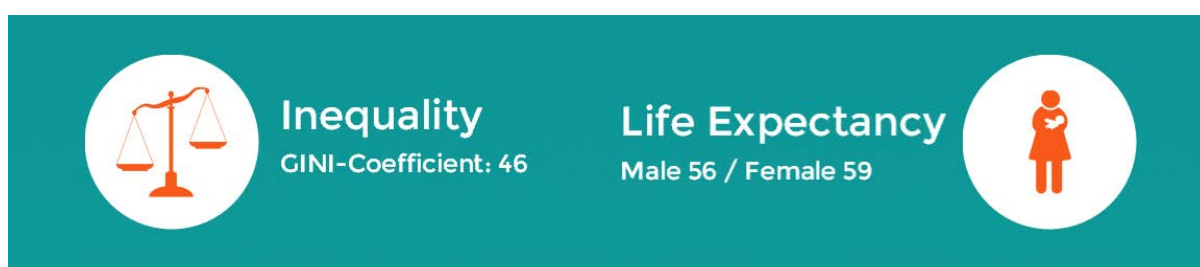 Inequality
GINI-Coefficient: 46
Life Expectancy
Male 56 / Female 59